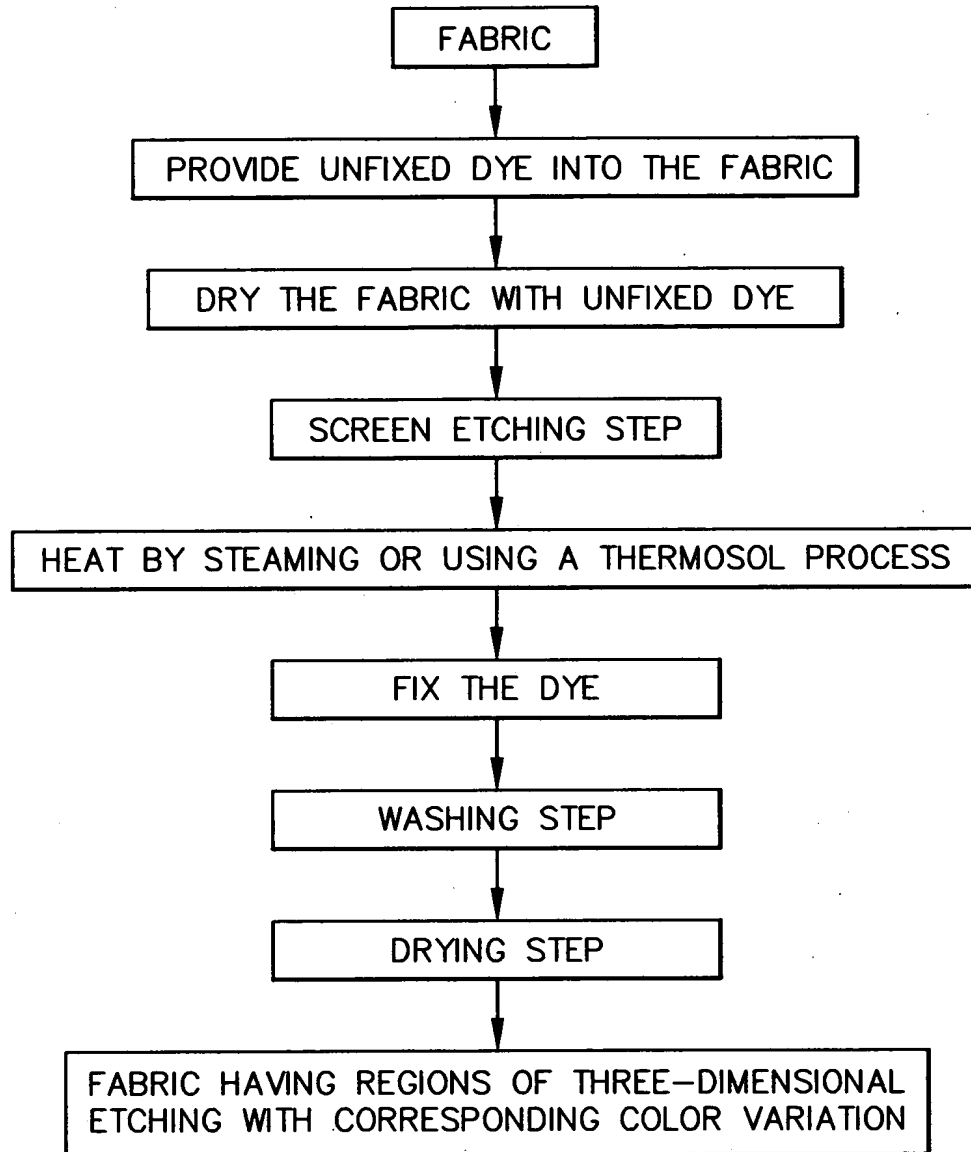 FABRIC
PROVIDE UNFIXED DYE INTO THE FABRIC
DRY THE FABRIC WITH UNFIXED DYE
SCREEN ETCHING STEP
HEAT BY STEAMING OR USING A THERMOSOL PROCESS
FIX THE DYE
WASHING STEP
DRYING STEP
FABRIC HAVING REGIONS OF THREE-DIMENSIONAL
ETCHING WITH CORRESPONDING COLOR VARIATION